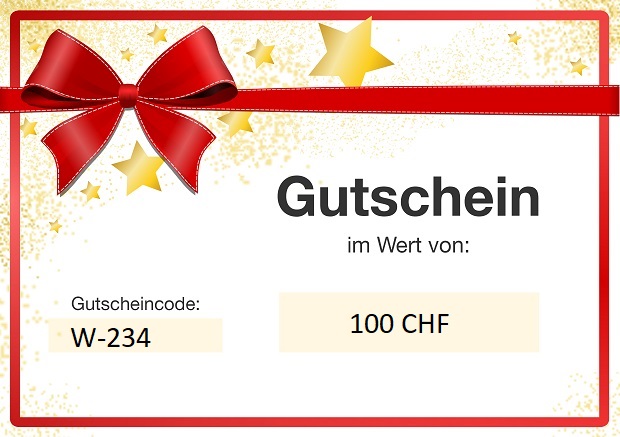 Gutschein
im Wert von:
Gutscheincode:
W-234
100 CHF